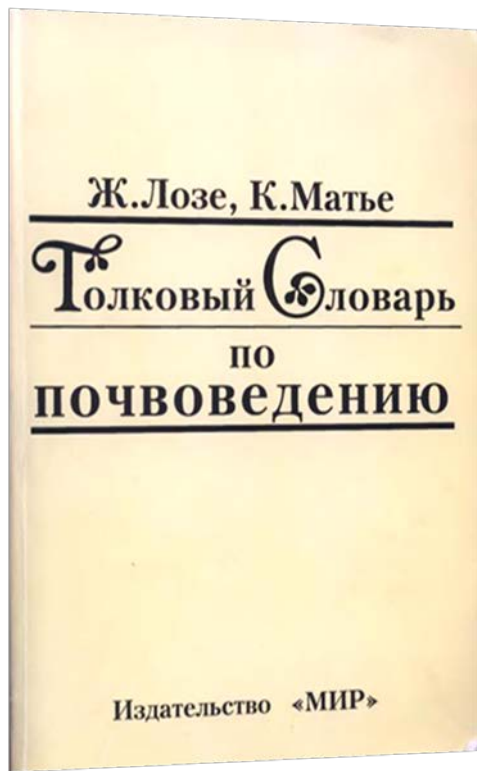 Ж.Лозе, К.Матье
Толковый Словарь
по
почвоведению
Издательство «МИР»